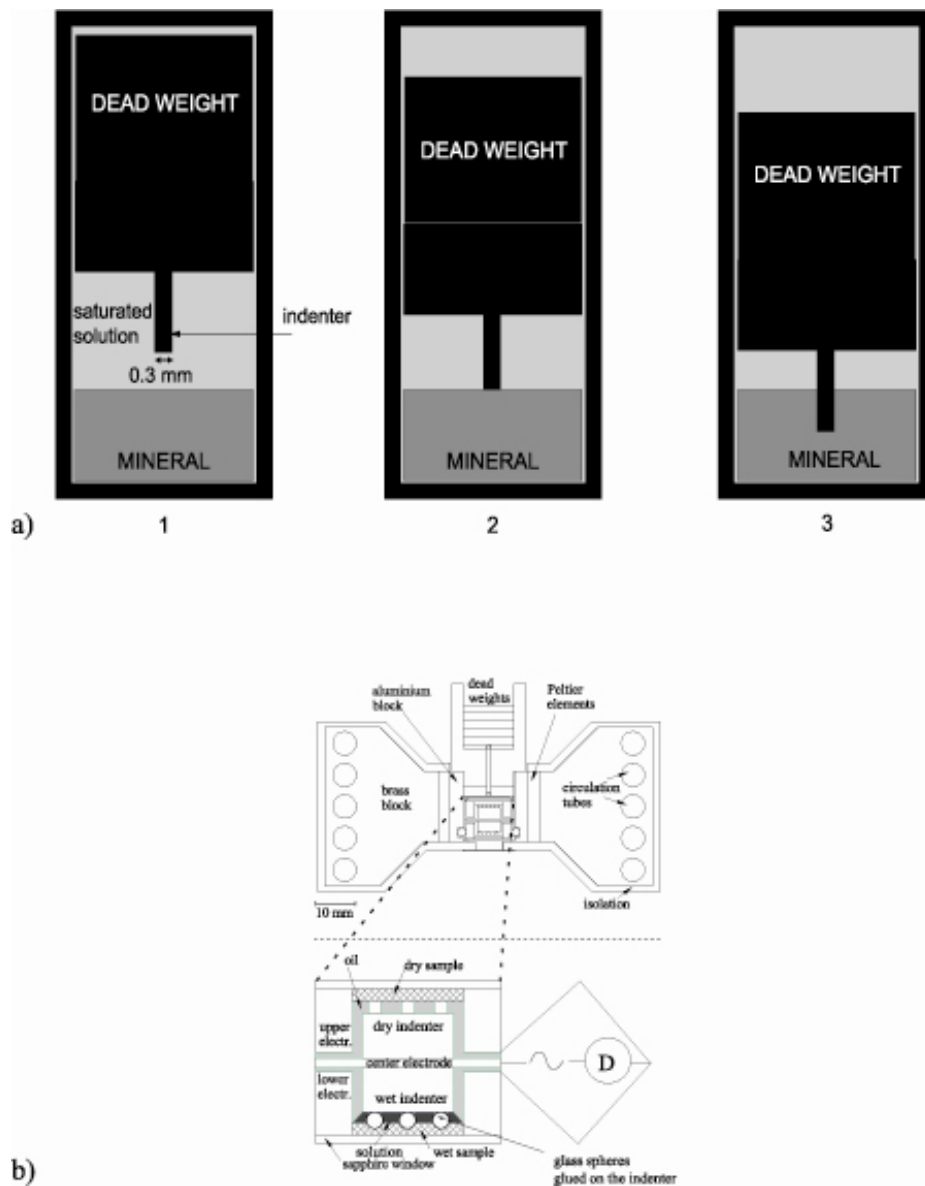 DEAD WEIGHT
saturated
solution
indenter
0.3 mm
MINERAL
1
DEAD WEIGHT
MINERAL
2
DEAD WEIGHT
MINERAL
3
a)
aluminium
block
dead
weights
Peltier
elements
brass
block
circulation
tubes
isolation
10 mm
oil
dry sample
upper
electr.
dry indenter
center electrode
lower
electr.
wet indenter
D
solution
wet sample
sapphiro window
glass spheres
glued on the indenter
b)